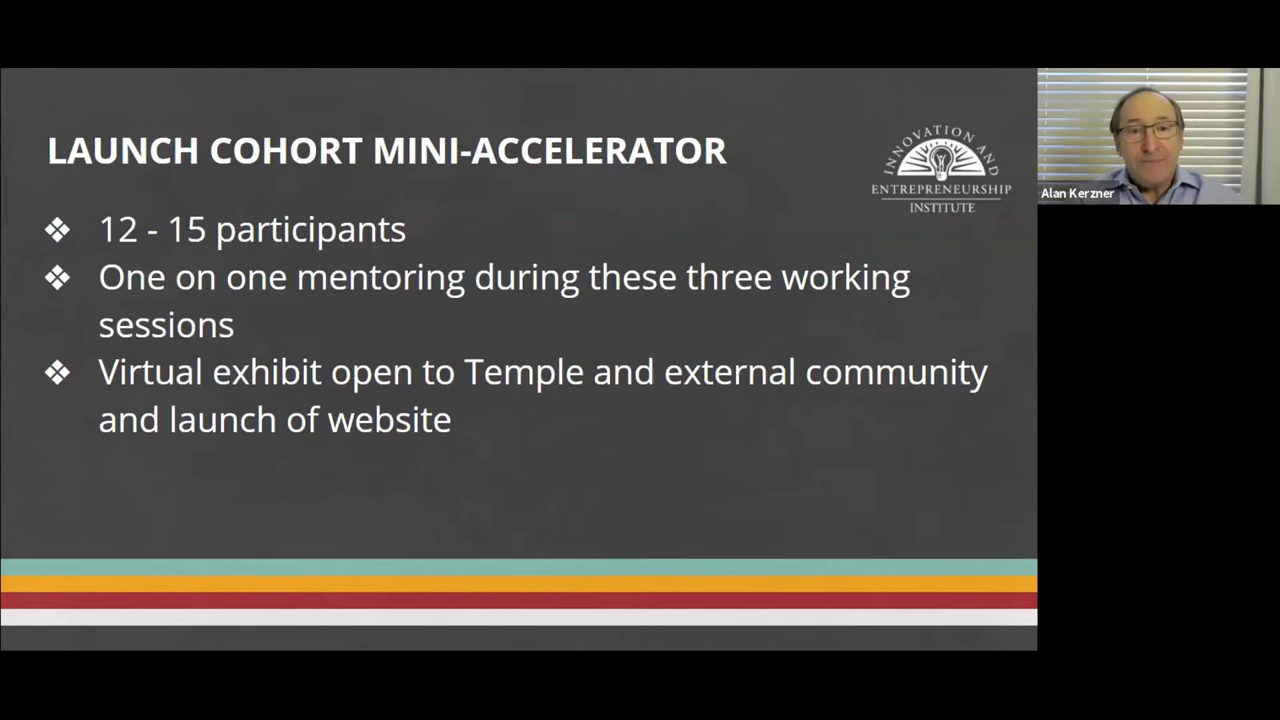 LAUNCH COHORT MINI-ACCELERATOR
❖ 12 - 15 participants
❖ One on one mentoring during these three working
sessions
❖ Virtual exhibit open to Temple and external community
and launch of website
INNOVATION AND
ENTREPRENEURSHIP
INSTITUTE
Alan Kerzner